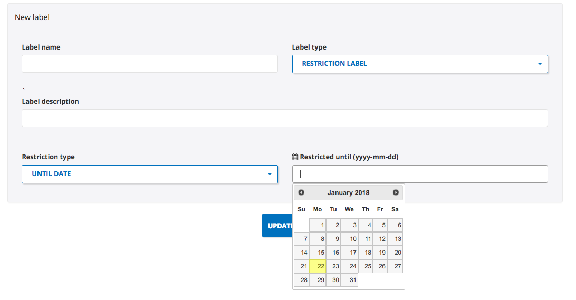 New label
Label name
Label type
RESTRICTION LABEL
Label description
Restriction type
Restricted until (yyyy-mm-dd)
UNTIL DATE
January 2018
Su Mo Tu We Th Fr Sa
1 2 3 4 5 6
7 8 9 10 11 12 13
14 15 16 17 18 19 20
21 22 23 24 25 26 27
28 29 30 31